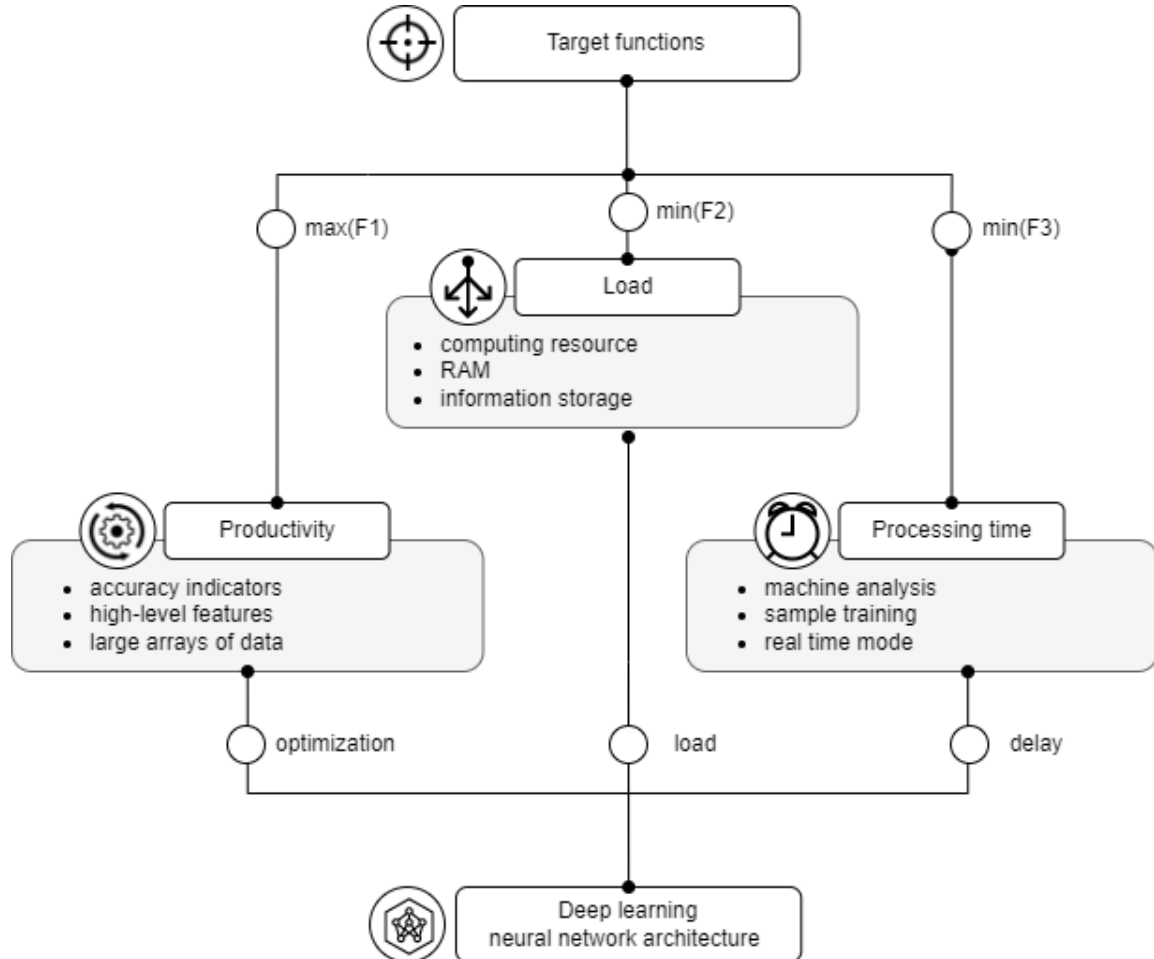 Target functions
max(F1)
min(F2)
min(F3)
Load
• computing resource
• RAM
• information storage
Productivity
• accuracy indicators
• high-level features
• large arrays of data
Processing time
• machine analysis
• sample training
• real time mode
optimization
load
delay
Deep learning
neural network architecture